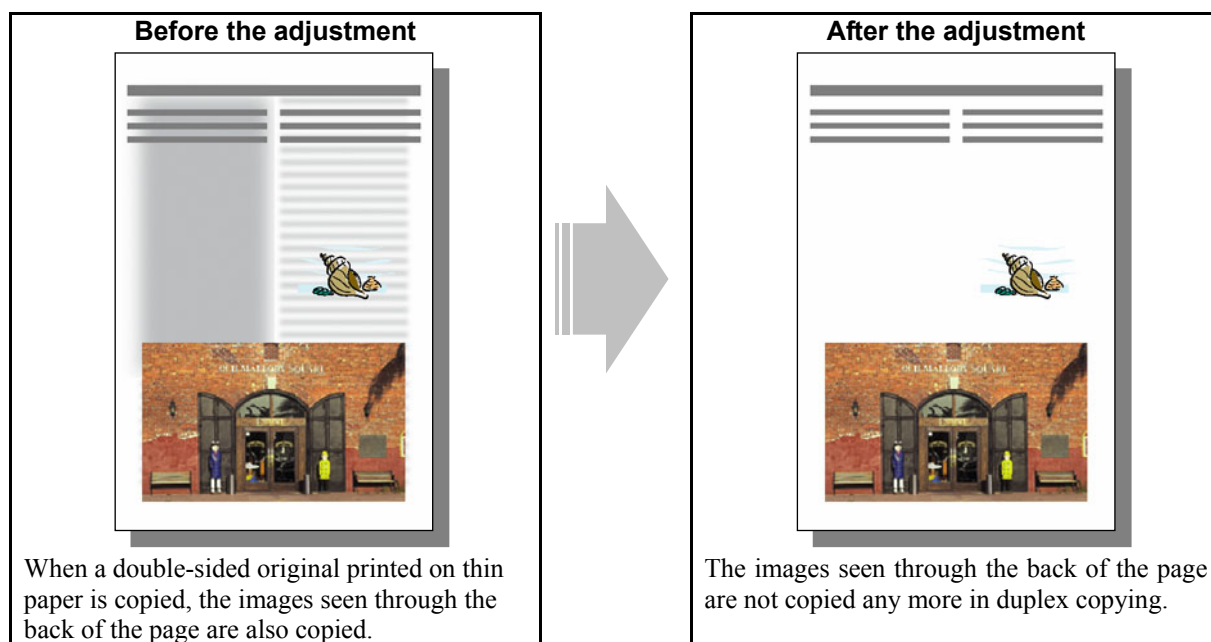 Before the adjustment
When a double-sided original printed on thin
paper is copied, the images seen through the
back of the page are also copied.
After the adjustment
The images seen through the back of the page
are not copied any more in duplex copying.